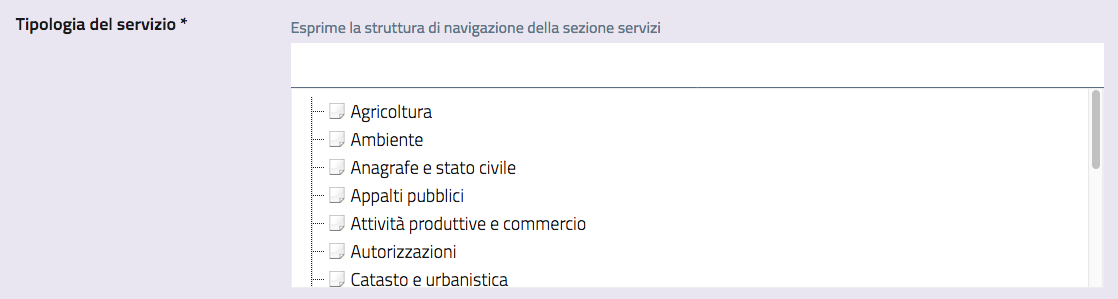 Tipologia del servizio *
Esprime la struttura di navigazione della sezione servizi
Agricoltura
Ambiente
Anagrafe e stato civile
Appalti pubblici
Attività produttive e commercio
Autorizzazioni
Catasto e urbanistica